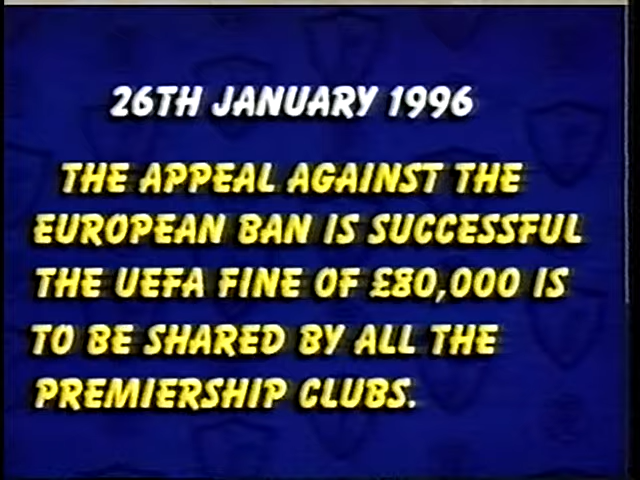 26TH JANUARY 1996
THE APPEAL AGAINST THE
EUROPEAN BAN IS SUCCESSFUL
THE UEFA FINE OF £80,000 IS
TO BE SHARED BY ALL THE
PREMIERSHIP CLUBS.